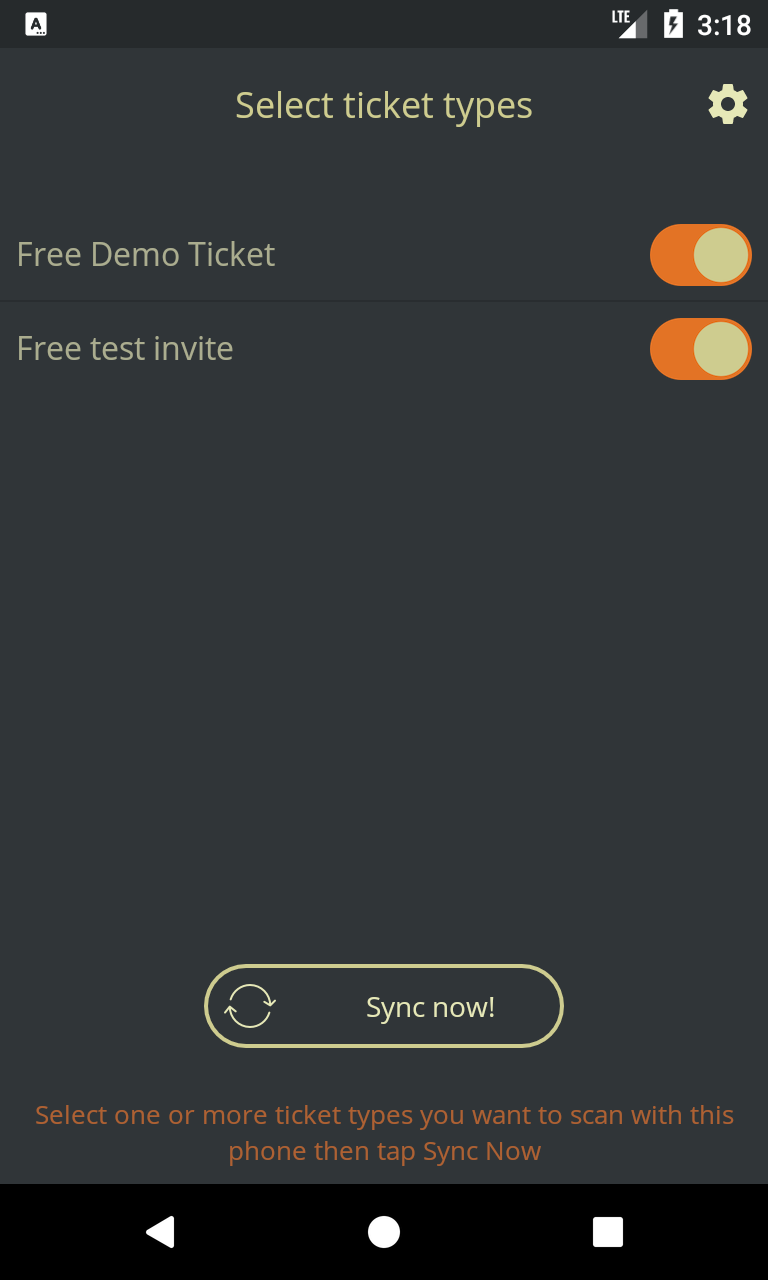 A
LTE
3:18
Select ticket types
Free Demo Ticket
Free test invite
Sync now!
Select one or more ticket types you want to scan with this
phone then tap Sync Now